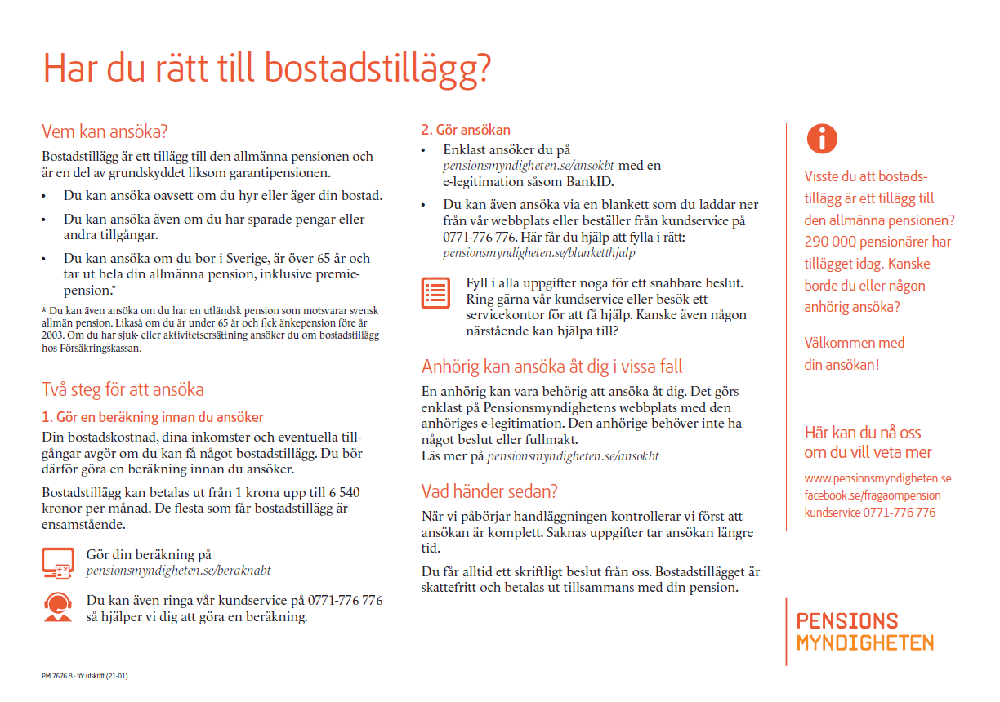 Har du rätt till bostadstillägg?
Vem kan ansöka?
Bostadstillägg är ett tillägg till den allmänna pensionen och
är en del av grundskyddet liksom garantipensionen.
• Du kan ansöka oavsett om du hyr eller äger din bostad.
• Du kan ansöka även om du har sparade pengar eller
andra tillgångar.
• Du kan ansöka om du bor i Sverige, är över 65 år och
tar ut hela din allmänna pension, inklusive premie-
pension.*
* Du kan även ansöka om du har en utländsk pension som motsvarar svensk
allmän pension. Likaså om du är under 65 år och fick änkepension före år
2003. Om du har sjuk- eller aktivitetsersättning ansöker du om bostadstillägg
hos Försäkringskassan.
Två steg för att ansöka
1. Gör en beräkning innan du ansöker
Din bostadskostnad, dina inkomster och eventuella till-
gångar avgör om du kan få något bostadstillägg. Du bör
därför göra en beräkning innan du ansöker.
Bostadstillägg kan betalas ut från 1 krona upp till 6 540
kronor per månad. De flesta som får bostadstillägg är
ensamstående.
Gör din beräkning på
pensionsmyndigheten.se/beraknabt
Du kan även ringa vår kundservice på 0771-776 776
så hjälper vi dig att göra en beräkning.
PM 7676 B - för utskrift (21-01)
2. Gör ansökan
• Enklast ansöker du på
pensionsmyndigheten.se/ansokbt med en
e-legitimation såsom BankID.
• Du kan även ansöka via en blankett som du laddar ner
från vår webbplats eller beställer från kundservice på
0771-776 776. Här får du hjälp att fylla i rätt:
pensionsmyndigheten.se/blanketthjalp
Fyll i alla uppgifter noga för ett snabbare beslut.
Ring gärna vår kundservice eller besök ett
servicekontor för att få hjälp. Kanske även någon
närstående kan hjälpa till?
Anhörig kan ansöka åt dig i vissa fall
En anhörig kan vara behörig att ansöka åt dig. Det görs
enklast på Pensionsmyndighetens webbplats med den
anhöriges e-legitimation. Den anhörige behöver inte ha
något beslut eller fullmakt.
Läs mer på pensionsmyndigheten.se/ansokbt
Vad händer sedan?
När vi påbörjar handläggningen kontrollerar vi först att
ansökan är komplett. Saknas uppgifter tar ansökan längre
tid.
Du får alltid ett skriftligt beslut från oss. Bostadstillägget är
skattefritt och betalas ut tillsammans med din pension.
Visste du att bostads-
tillägg är ett tillägg till
den allmänna pensionen?
290 000 pensionärer har
tillägget idag. Kanske
borde du eller någon
anhörig ansöka?
Välkommen med
din ansökan!
Här kan du nå oss
om du vill veta mer
www.pensionsmyndigheten.se
facebook.se/fragaompension
kundservice 0771-776 776
PENSIONS
MYNDIGHETEN